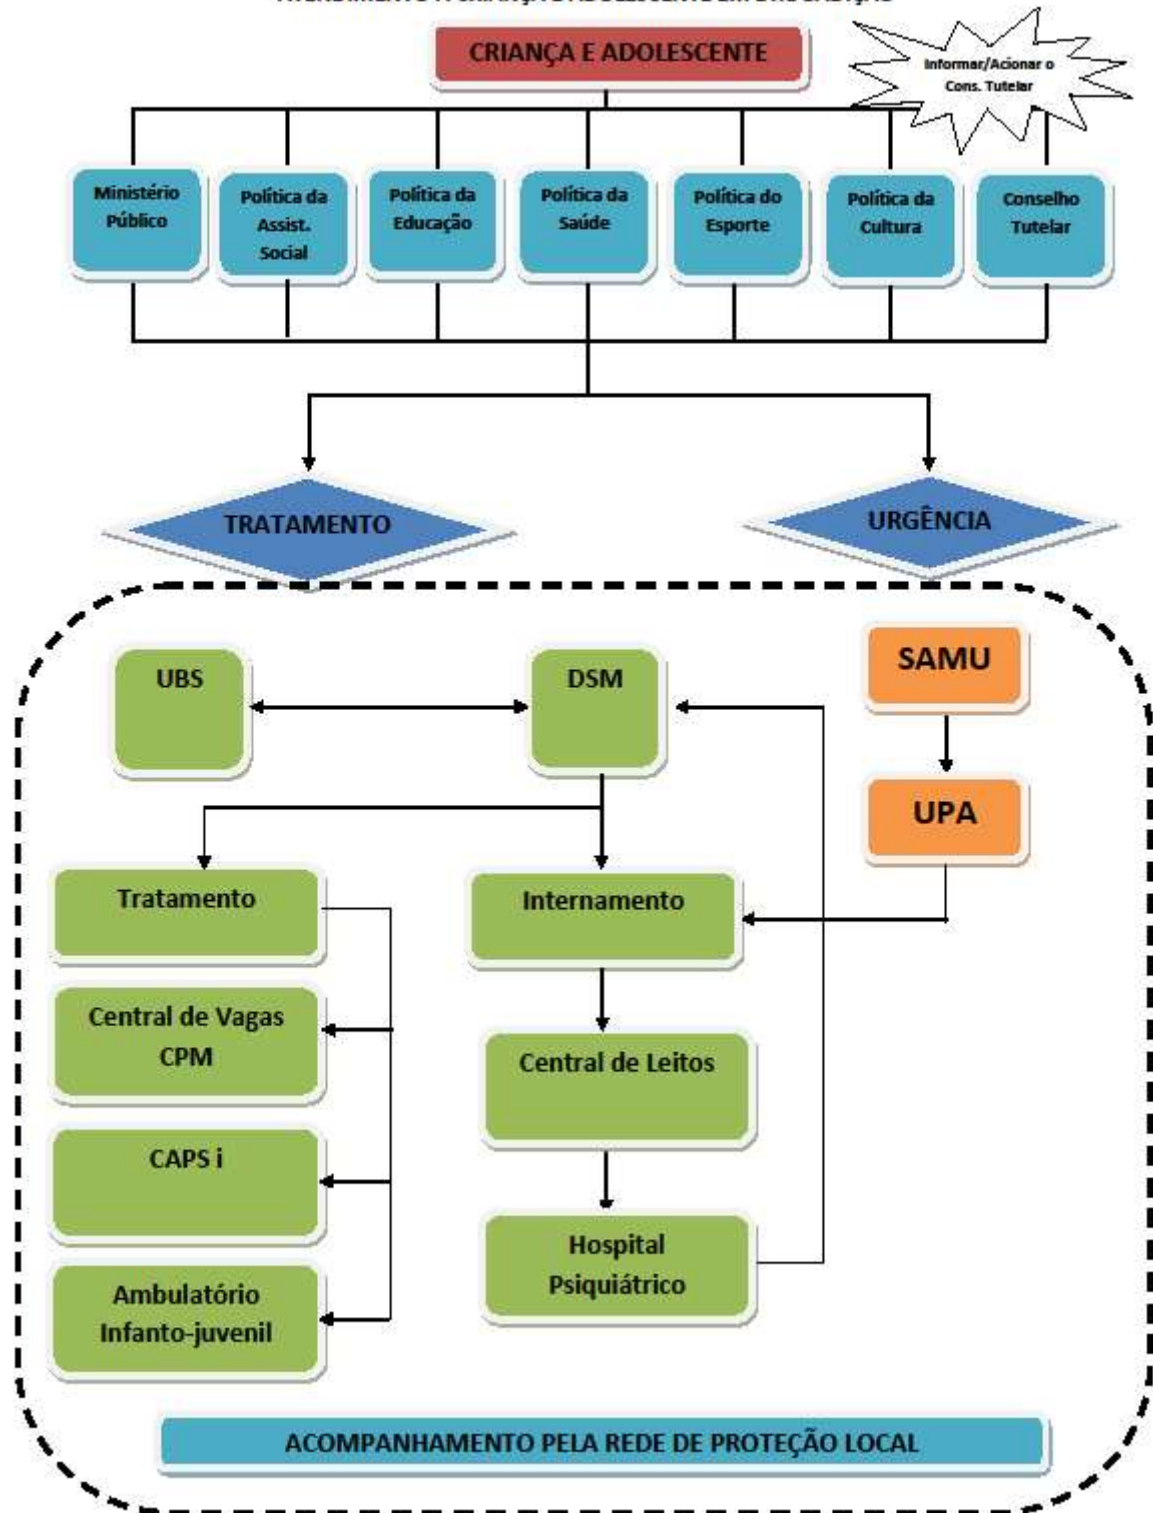 CRIANÇA E ADOLESCENTE
Informar/Acionar o
Cons. Tutelar
Ministério
Público
Política da
Assist.
Social
Política da
Educação
Política da
Saúde
Política do
Esporte
Política da
Cultura
Conselho
Tutelar
TRATAMENTO
URGÊNCIA
UBS
DSM
SAMU
UPA
Tratamento
Internamento
Central de Vagas
CPM
Central de Leitos
CAPS i
Hospital
Psiquiátrico
Ambulatório
Infanto-juvenil
ACOMPANHAMENTO PELA REDE DE PROTEÇÃO LOCAL